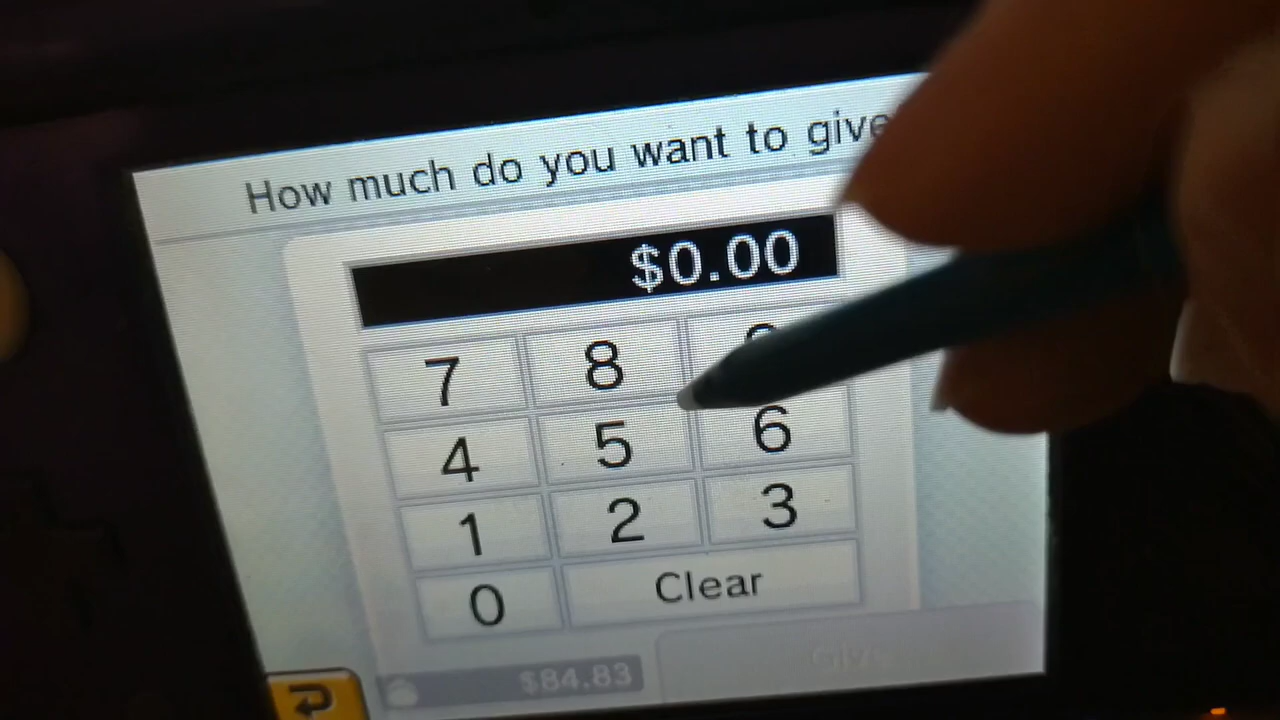 How much do you want to give
$0.00
7 8
4 5 6
1 2 3
0 Clear
$84.83 Give